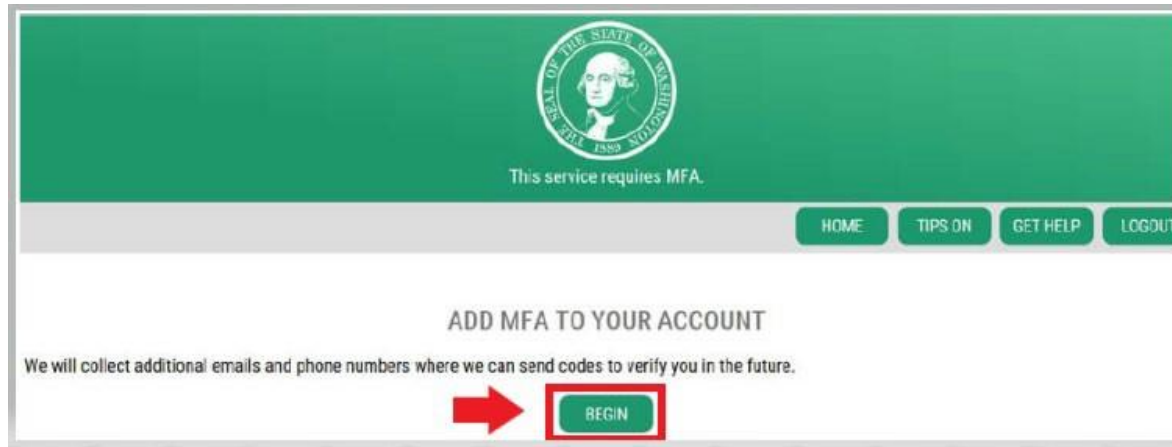 THE SEAL OF THE STATE OF WASHINGTON
1889
This service requires MFA.
HOME TIPS ON GET HELP LOGOUT
ADD MFA TO YOUR ACCOUNT
We will collect additional emails and phone numbers where we can send codes to verify you in the future.
BEGIN